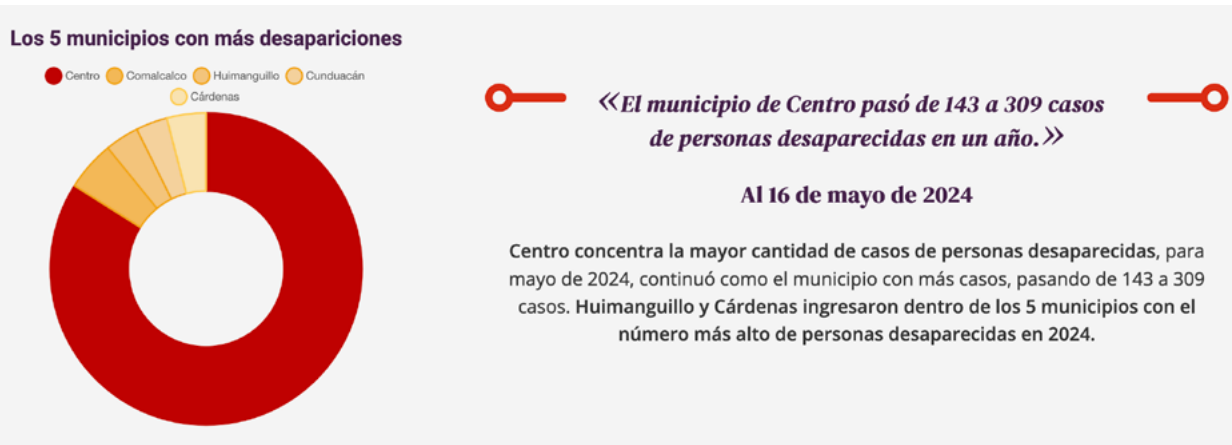 Los 5 municipios con más desapariciones
Centro Comalcalco Huimanguillo Cunduacán
Cárdenas
«El municipio de Centro pasó de 143 a 309 casos
de personas desaparecidas en un año.»
Al 16 de mayo de 2024
Centro concentra la mayor cantidad de casos de personas desaparecidas, para
mayo de 2024, continuó como el municipio con más casos, pasando de 143 a 309
casos. Huimanguillo y Cárdenas ingresaron dentro de los 5 municipios con el
número más alto de personas desaparecidas en 2024.